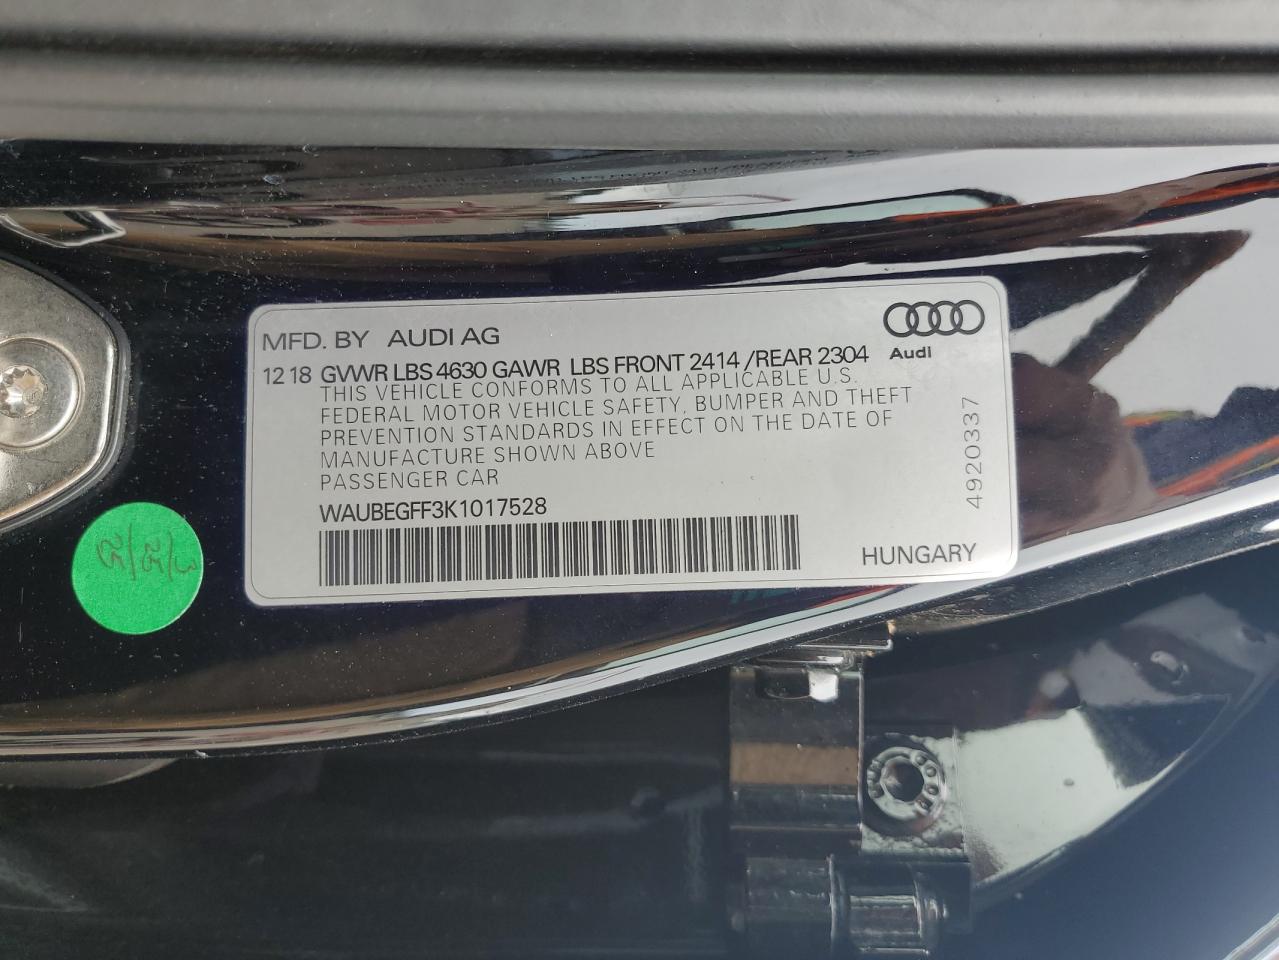 MFD. BY AUDI AG
Audi
12 18 GVWR LBS 4630 GAWR LBS FRONT 2414 /REAR 2304
THIS VEHICLE CONFORMS TO ALL APPLICABLE U.S.
FEDERAL MOTOR VEHICLE SAFETY, BUMPER AND THEFT
PREVENTION STANDARDS IN EFFECT ON THE DATE OF
MANUFACTURE SHOWN ABOVE
PASSENGER CAR
WAUBEGFF3K1017528
HUNGARY
4920337